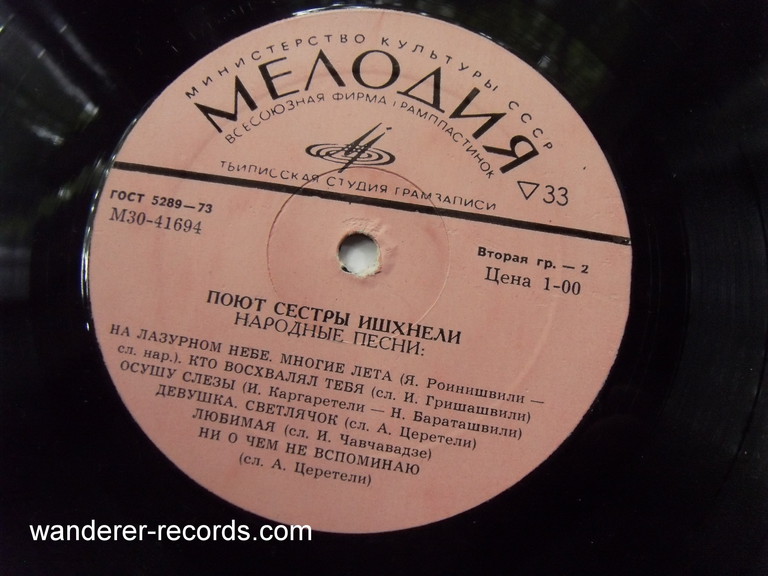 МИНИСТЕРСТВО КУЛЬТУРЫ СССР
МЕЛОДИЯ
ВСЕСОЮЗНАЯ ФИРМА ГРАМПЛАСТИНОК
ТБИЛИССКАЯ СТУДИЯ ГРАМЗАПИСИ
33
ГОСТ 5289—73
М30-41694
Вторая гр. — 2
Цена 1-00
ПОЮТ СЕСТРЫ ИШХНЕЛИ
НАРОДНЫЕ ПЕСНИ:
НА ЛАЗУРНОМ НЕБЕ. МНОГИЕ ЛЕТА (Я. Роинишвили —
сл. нар.). КТО ВОСХВАЛЯЛ ТЕБЯ (сл. И. Гришашвили)
ОСУШУ СЛЕЗЫ (И. Каргаретели — Н. Бараташвили)
ДЕВУШКА. СВЕТЛЯЧОК (сл. А. Церетели)
ЛЮБИМАЯ (сл. И. Чавчавадзе)
НИ О ЧЕМ НЕ ВСПОМИНАЮ
(сл. А. Церетели)
wanderer-records.com